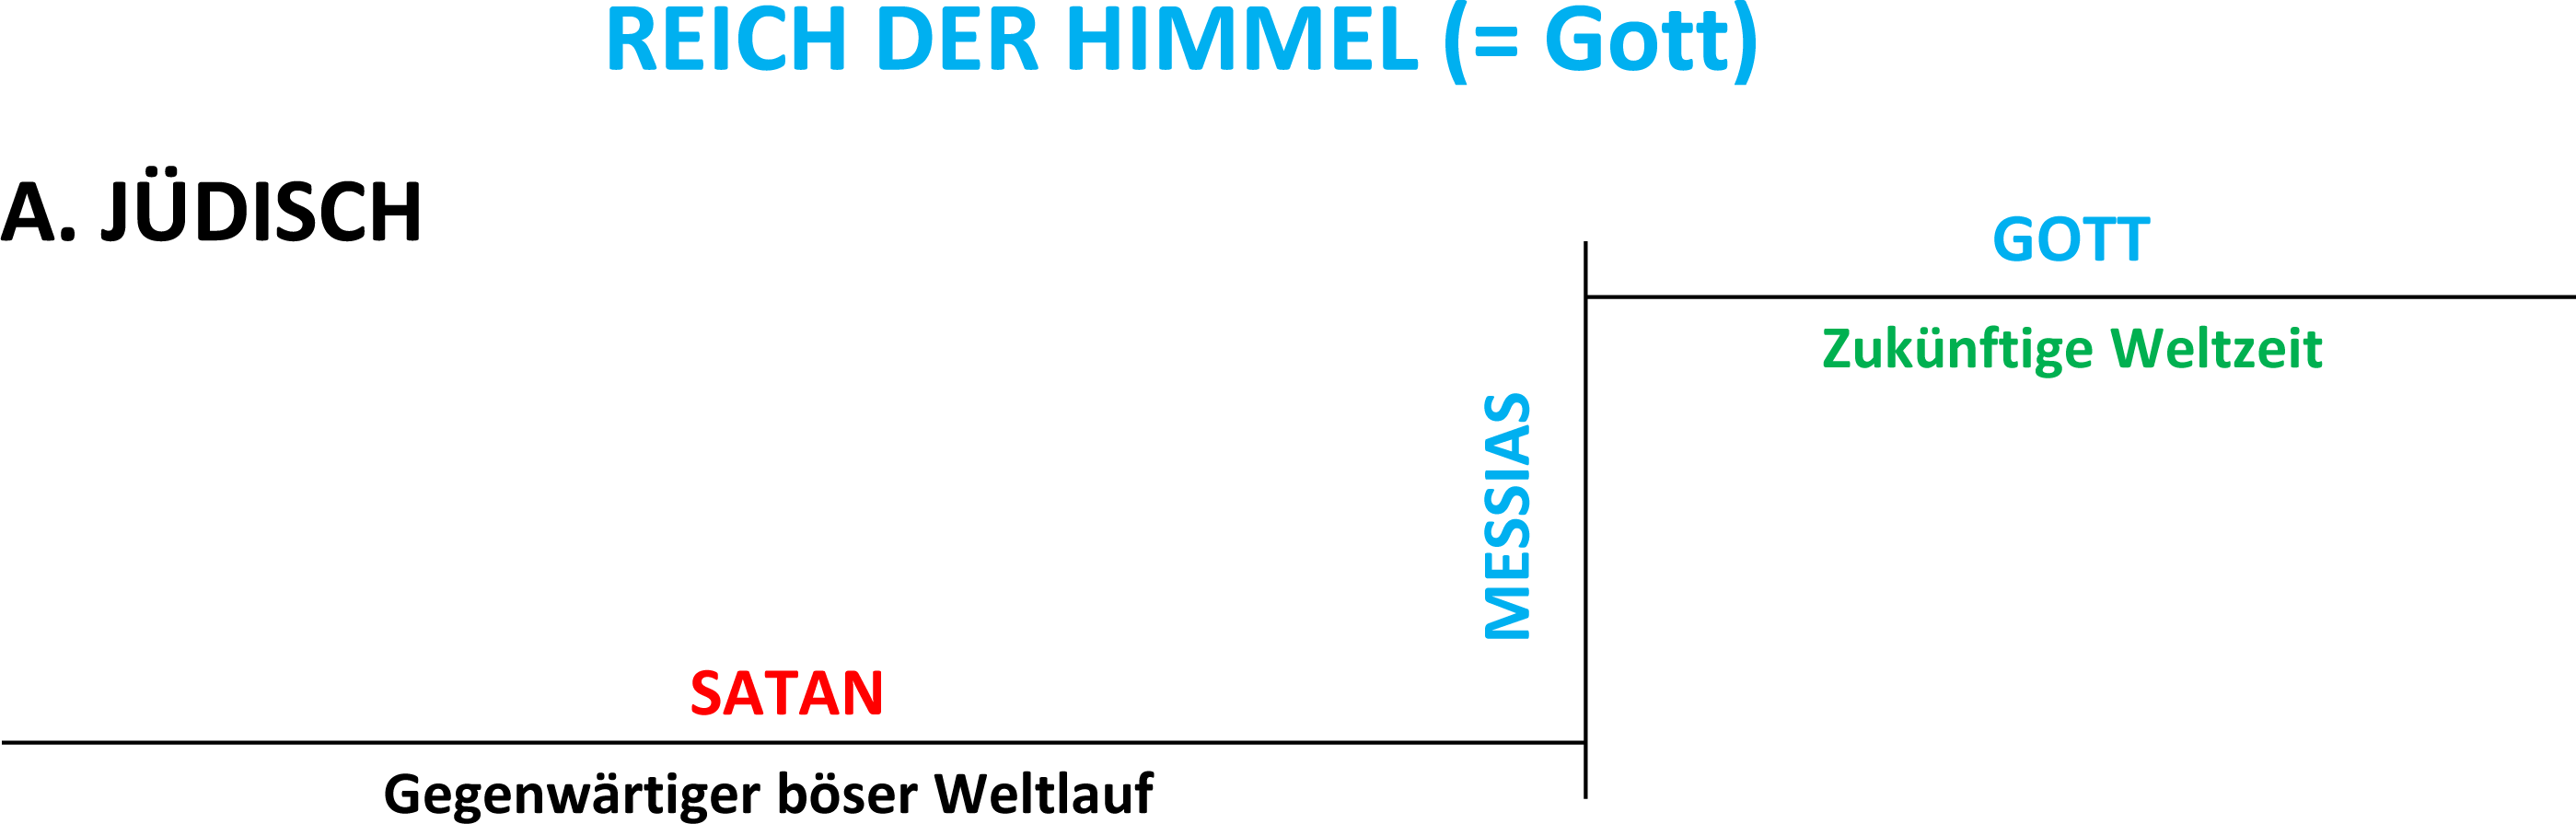 REICH DER HIMMEL (= Gott)
A. JÜDISCH
GOTT
Zukünftige Weltzeit
MESSIAS
SATAN
Gegenwärtiger böser Weltlauf